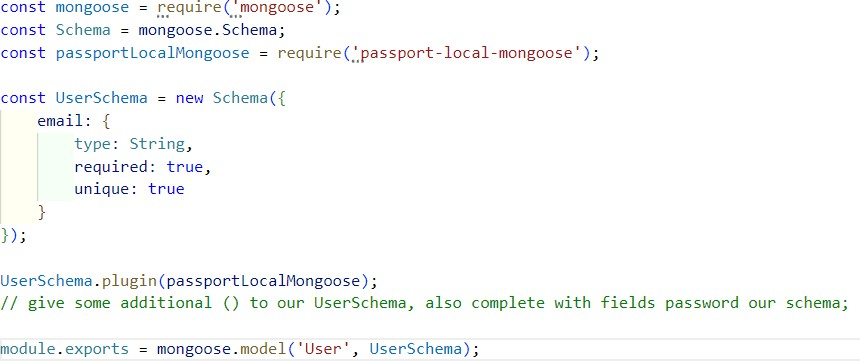 const mongoose = require('mongoose');
const Schema = mongoose.Schema;
const passportLocalMongoose = require('passport-local-mongoose');

const UserSchema = new Schema({
    email: {
        type: String,
        required: true,
        unique: true
    }
});

UserSchema.plugin(passportLocalMongoose);
// give some additional () to our UserSchema, also complete with fields password our schema;

module.exports = mongoose.model('User', UserSchema);